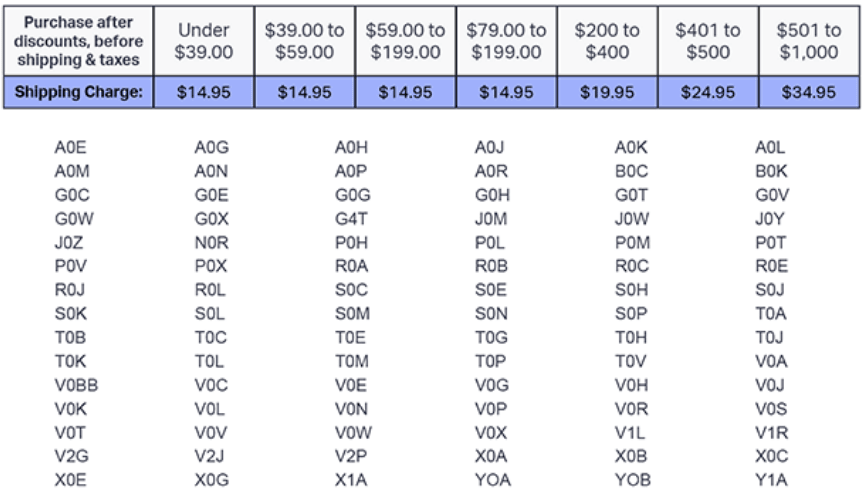 Purchase after discounts, before shipping & taxes Under $39.00 $39.00 to $59.00 $59.00 to $199.00 $79.00 to $199.00 $200 to $400 $401 to $500 $501 to $1,000
Shipping Charge: $14.95 $14.95 $14.95 $14.95 $19.95 $24.95 $34.95
A0E A0G A0H A0J A0K A0L
A0M A0N A0P A0R B0C B0K
G0C G0E G0G G0H G0T G0V
G0W G0X G4T J0M J0W J0Y
J0Z N0R P0H P0L P0M P0T
P0V P0X R0A R0B R0C R0E
R0J R0L S0C S0E S0H S0J
S0K S0L S0M S0N S0P T0A
T0B T0C T0E T0G T0H T0J
T0K T0L T0M T0P T0V V0A
V0BB V0C V0E V0G V0H V0J
V0K V0L V0N V0P V0R V0S
V0T V0V V0W V0X V1L V1R
V2G V2J V2P X0A X0B X0C
X0E X0G X1A YOA YOB Y1A